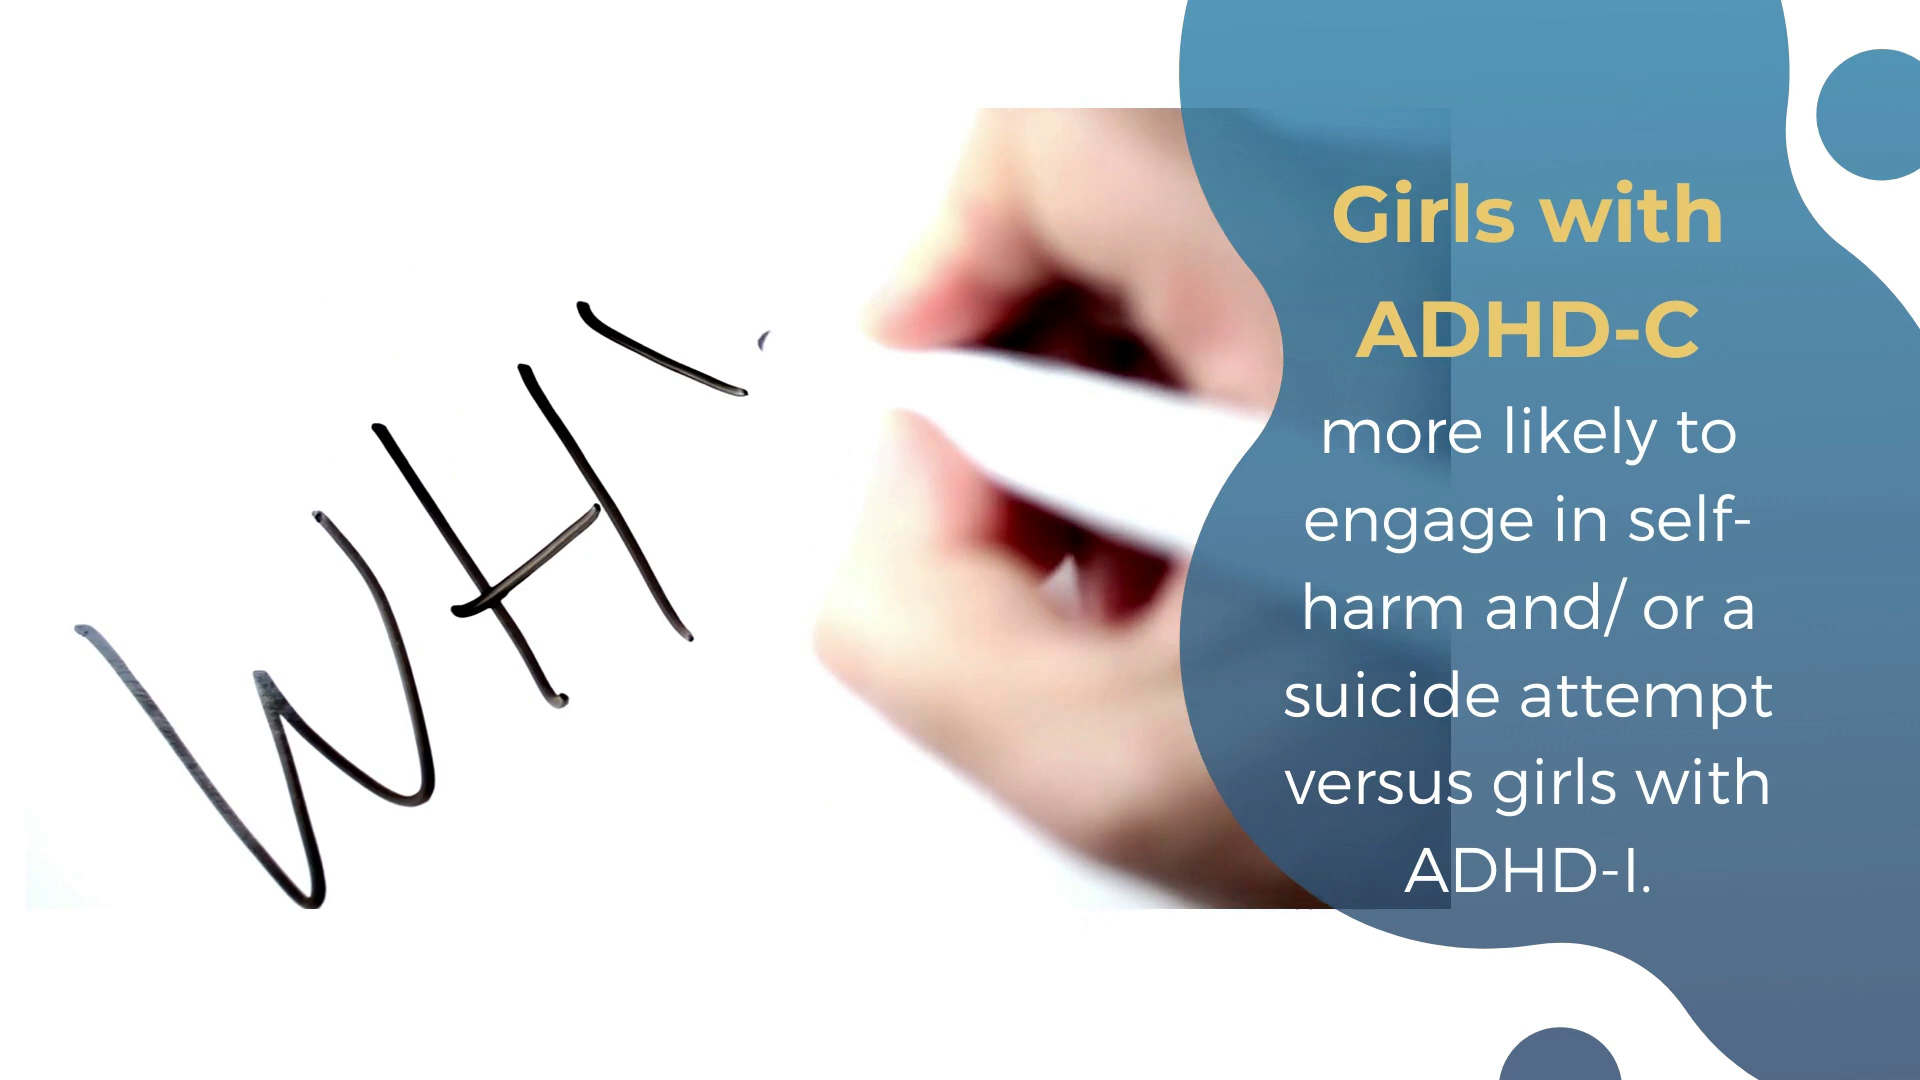 WH
Girls with
ADHD-C
more likely to
engage in self-
harm and/ or a
suicide attempt
versus girls with
ADHD-I.